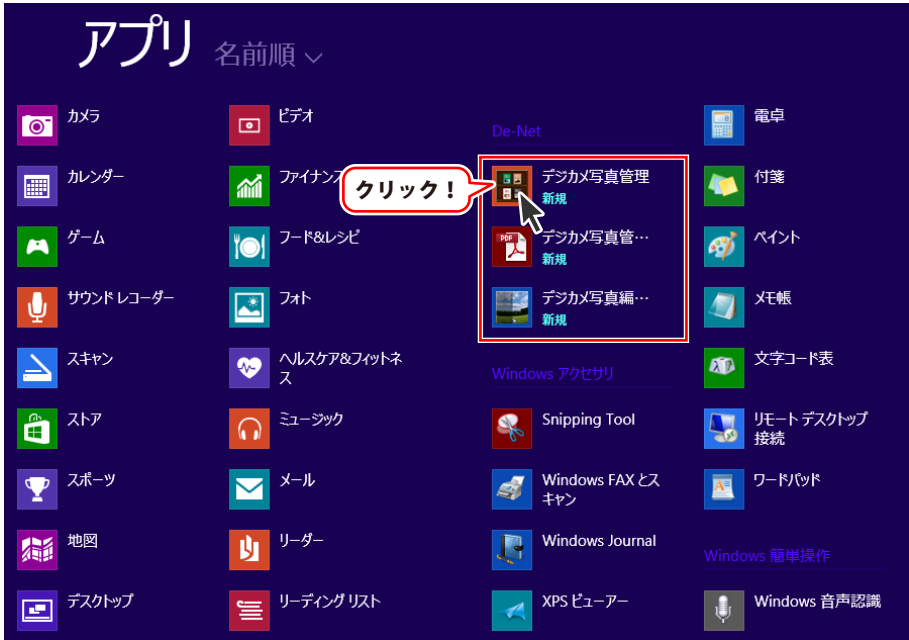 アプリ 名前順
カメラ
カレンダー
ゲーム
サウンド レコーダー
スキャン
ストア
スポーツ
地図
デスクトップ
ビデオ
ファイナンス
フード&レシピ
フォト
ヘルスケア&フィットネ
ス
ミュージック
メール
リーダー
リーディング リスト
クリック！
De-Net
デジカメ写真管理
新規
PDF
デジカメ写真管…
新規
デジカメ写真編…
新規
Windows アクセサリ
Snipping Tool
Windows FAX とス
キャン
Windows Journal
XPS ビューアー
電卓
付箋
ペイント
メモ帳
文字コード表
リモート デスクトップ
接続
ワードパッド
Windows 簡単操作
Windows 音声認識